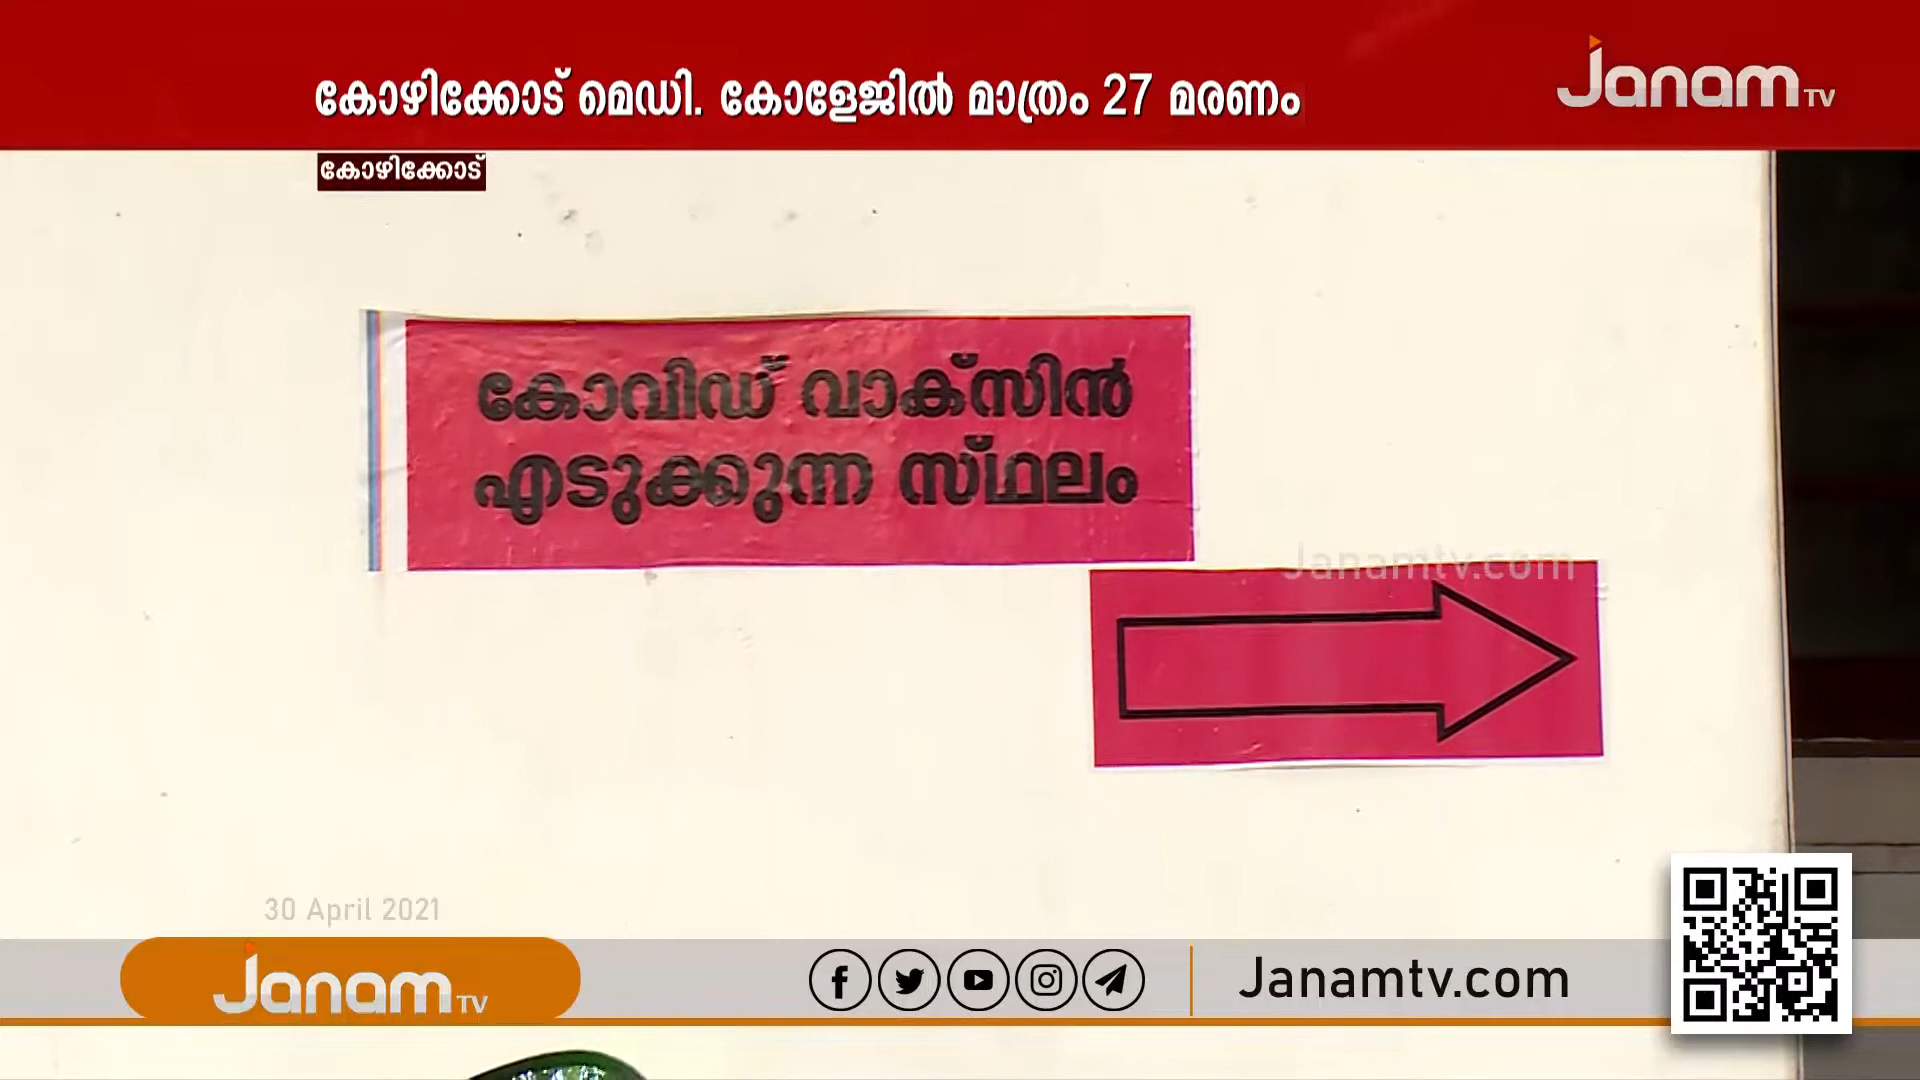 കോഴിക്കോട് മെഡി. കോളേജിൽ മാത്രം 27 മരണം
Janam TV
കോഴിക്കോട്
കോവിഡ് വാക്സിൻ
എടുക്കുന്ന സ്ഥലം
Janamtv.com
30 April 2021
Janam TV
Janamtv.com